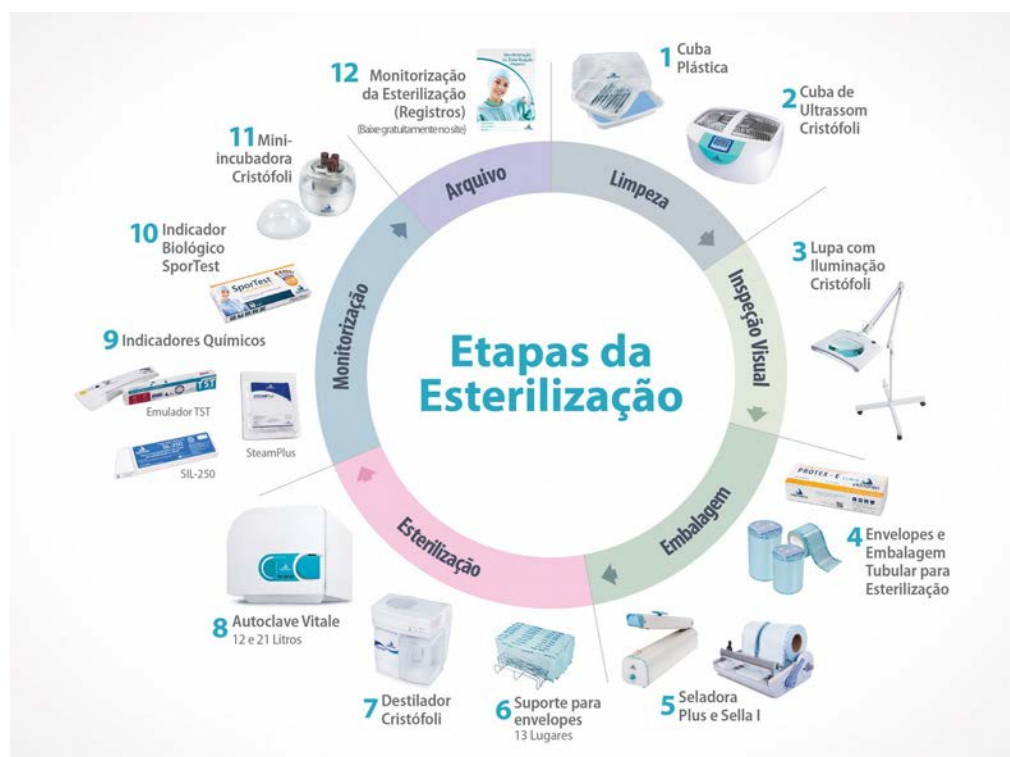 Etapas da
Esterilização
Limpeza
Inspeção Visual
Embalagem
Esterilização
Monitorização
Arquivo
1 Cuba
Plástica
2 Cuba de
Ultrassom
Cristófoli
3 Lupa com
Iluminação
Cristófoli
PROTEX-E
4 Envelopes e
Embalagem
Tubular para
Esterilização
5 Seladora
Plus e Sella I
6 Suporte para
envelopes
13 Lugares
7 Destilador
Cristófoli
8 Autoclave Vitale
12 e 21 Litros
9 Indicadores Químicos
TST
Emulador TST
SteamPlus
SIL-250
10 Indicador
Biológico
SporTest
SporTest
11 Mini-
incubadora
Cristófoli
12 Monitorização
da Esterilização
(Registros)
(Baixe gratuitamente no site)